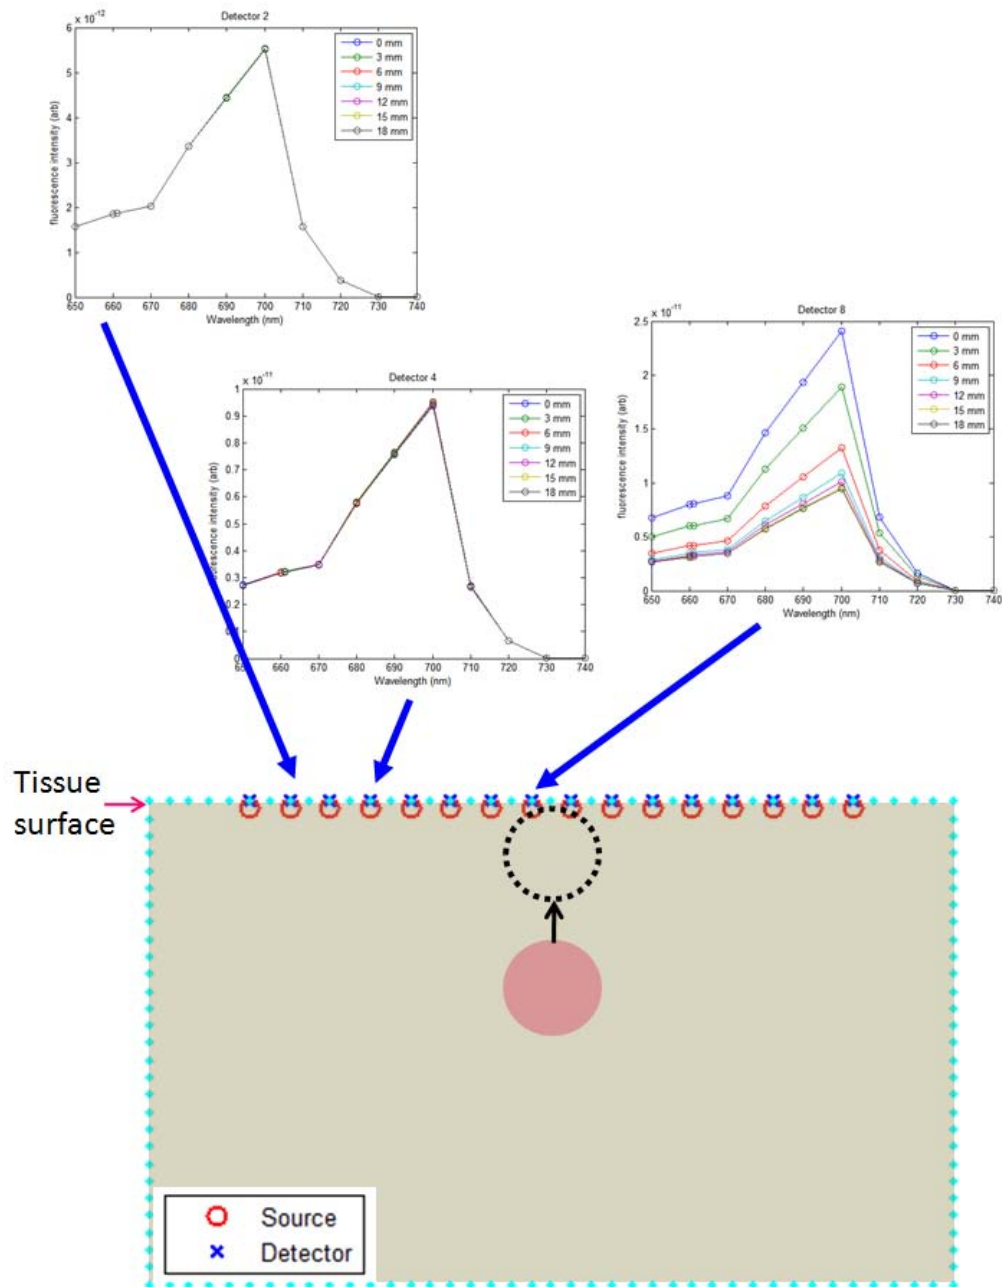 x 10^-12
Detector 2
6
5
4
3
2
1
0
fluorescence intensity (arb)
0 mm
3 mm
6 mm
9 mm
12 mm
15 mm
18 mm
650 660 670 680 690 700 710 720 730 740
Wavelength (nm)
x 10^-11
Detector 8
2.5
2
1.5
1
0.5
0
fluorescence intensity (arb)
0 mm
3 mm
6 mm
9 mm
12 mm
15 mm
18 mm
650 660 670 680 690 700 710 720 730 740
Wavelength (nm)
x 10^-11
Detector 4
1
0.9
0.8
0.7
0.6
0.5
0.4
0.3
0.2
intensity (arb)
0 mm
3 mm
6 mm
9 mm
12 mm
15 mm
18 mm
660 670 680 690 700 710 720 730 740
Wavelength (nm)
Tissue
surface
Source
Detector